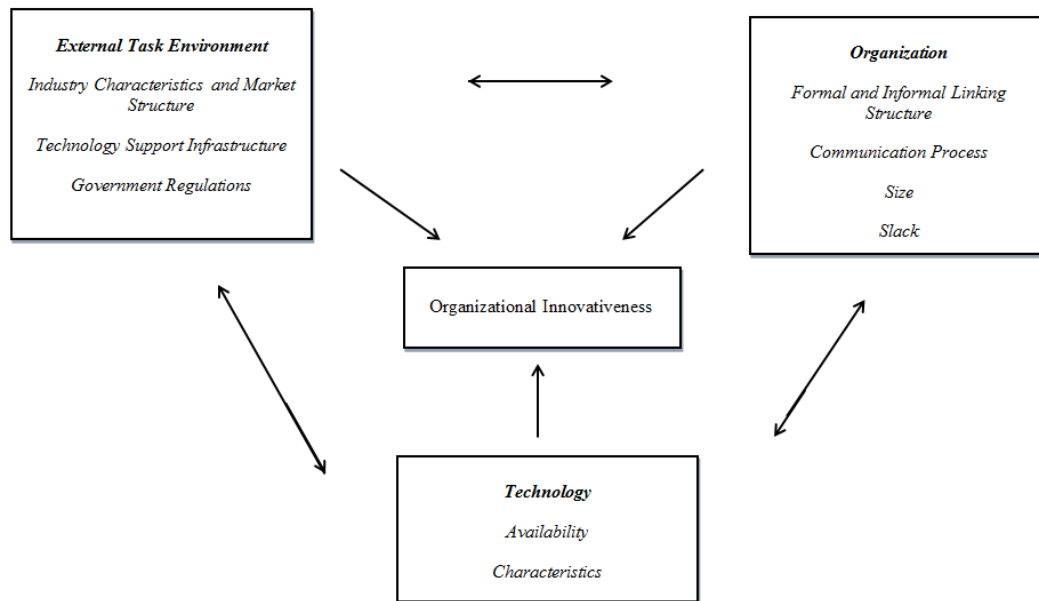 External Task Environment
Industry Characteristics and Market
Structure
Technology Support Infrastructure
Government Regulations
Organization
Formal and Informal Linking
Structure
Communication Process
Size
Slack
Organizational Innovativeness
Technology
Availability
Characteristics